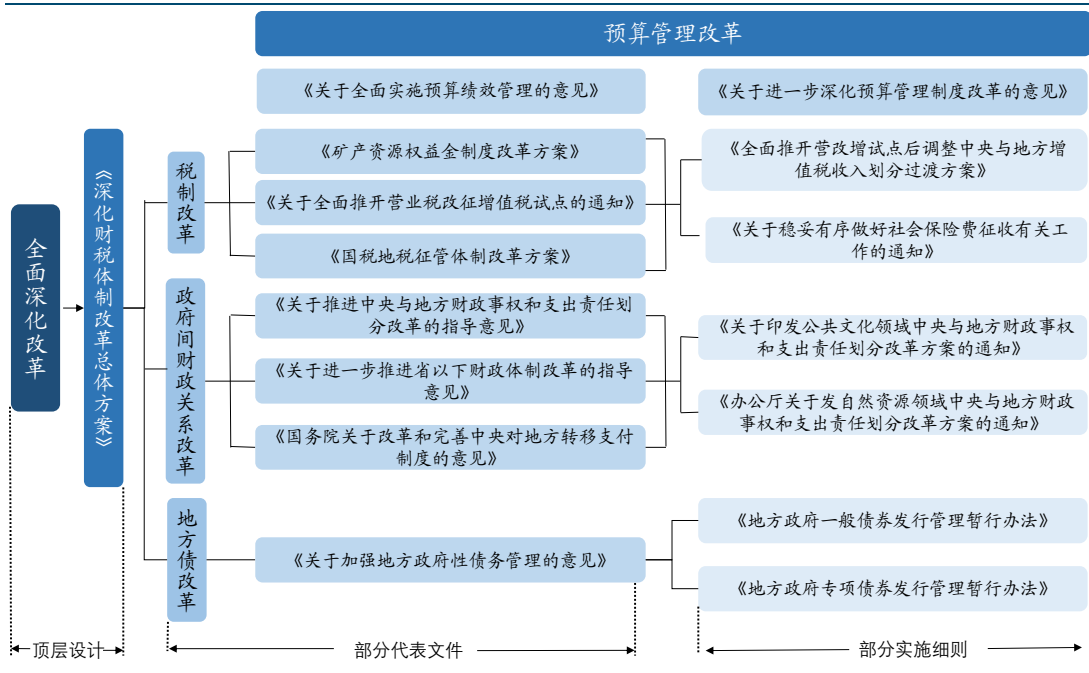 预算管理改革
《关于全面实施预算绩效管理的意见》
《关于进一步深化预算管理制度改革的意见》
全面深化改革
《深化财税体制改革总体方案》
税制改革
《矿产资源权益金制度改革方案》
《关于全面推开营业税改征增值税试点的通知》
《国税地税征管体制改革方案》
《全面推开营改增试点后调整中央与地方增
值税收入划分过渡方案》
《关于稳妥有序做好社会保险费征收有关工
作的通知》
政府间财政关系改革
《关于推进中央与地方财政事权和支出责任划
分改革的指导意见》
《关于进一步推进省以下财政体制改革的指导
意见》
《国务院关于改革和完善中央对地方转移支付
制度的意见》
《关于印发公共文化领域中央与地方财政事权
和支出责任划分改革方案的通知》
《办公厅关于发自然资源领域中央与地方财政
事权和支出责任划分改革方案的通知》
地方债改革
《关于加强地方政府性债务管理的意见》
《地方政府一般债券发行管理暂行办法》
《地方政府专项债券发行管理暂行办法》
顶层设计
部分代表文件
部分实施细则